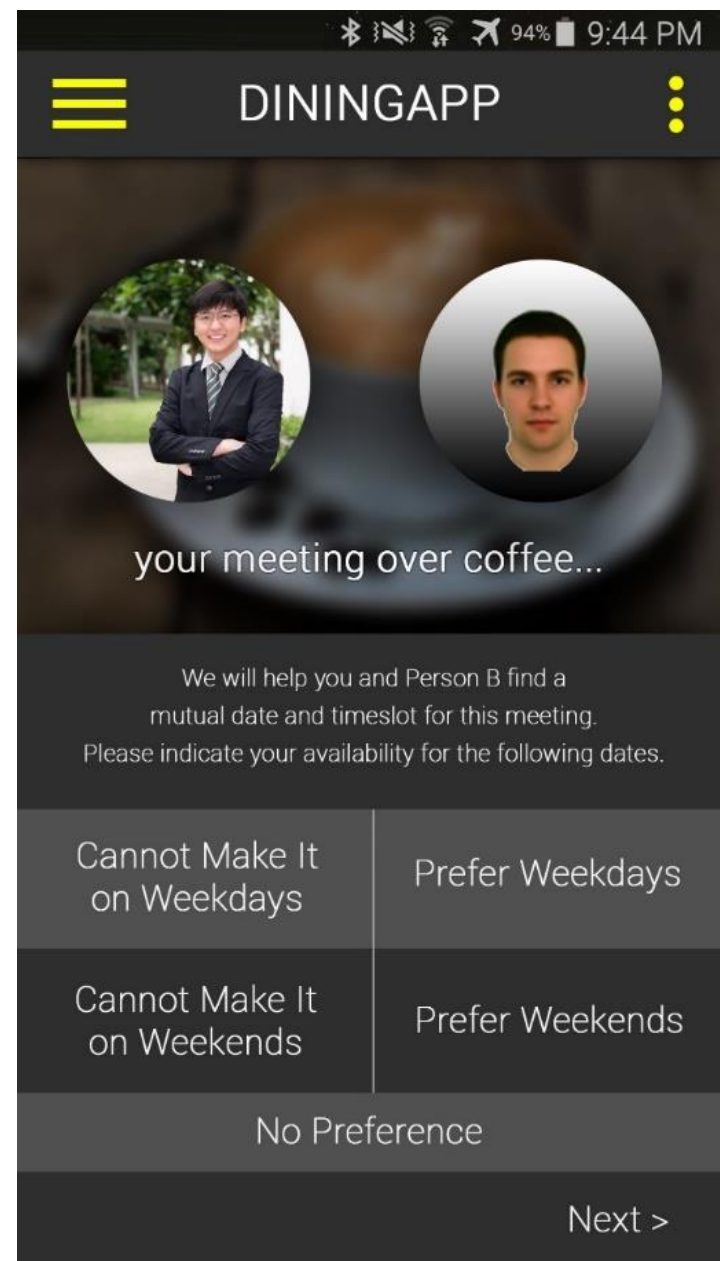 94% 9:44 PM
DININGAPP
your meeting over coffee...
We will help you and Person B find a
mutual date and timeslot for this meeting.
Please indicate your availability for the following dates.
Cannot Make It
on Weekdays
Prefer Weekdays
Cannot Make It
on Weekends
Prefer Weekends
No Preference
Next >